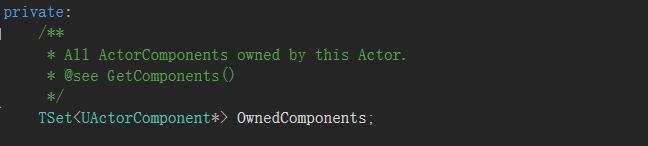 private:
/**
* All ActorComponents owned by this Actor.
* @see GetComponents()
*/
TSet<UActorComponent*> OwnedComponents;